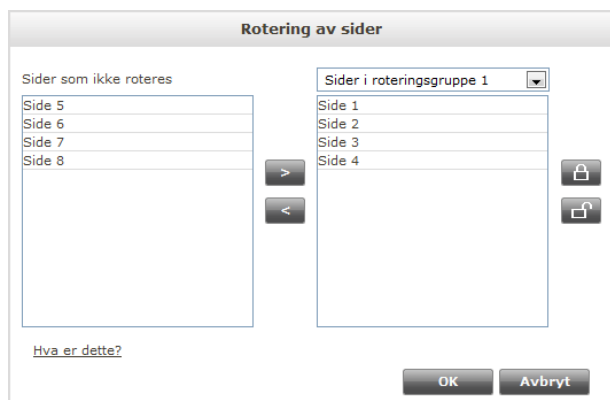 Rotering av sider
Sider som ikke roteres
Sider i roteringsgruppe 1
Side 5
Side 6
Side 7
Side 8
Side 1
Side 2
Side 3
Side 4
>
<
Hva er dette?
OK
Avbryt